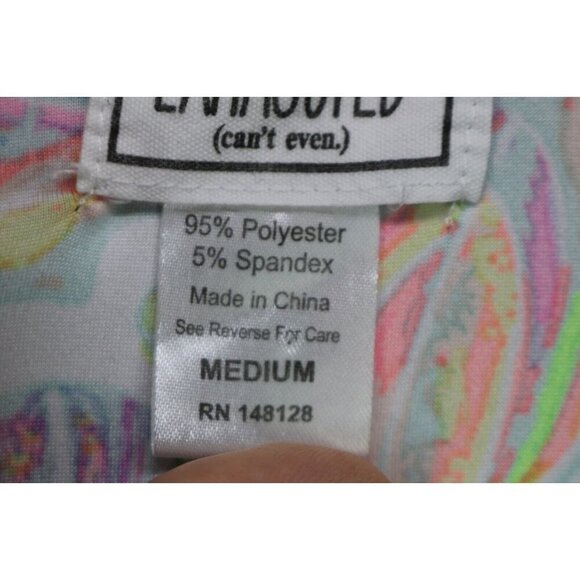 (can't even.)
95% Polyester
5% Spandex
Made in China
See Reverse For Care
MEDIUM
RN 148128